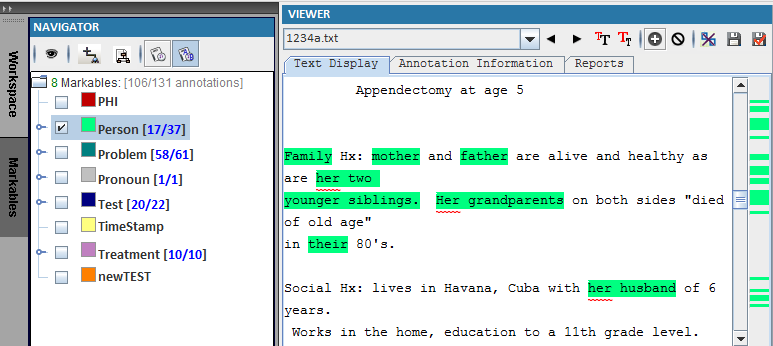 NAVIGATOR
8 Markables: [106/131 annotations]
PHI
Person [17/37]
Problem [58/61]
Pronoun [1/1]
Test [20/22]
TimeStamp
Treatment [10/10]
newTEST
Workspace
Markables
VIEWER
1234a.txt
Text Display
Annotation Information
Reports
Appendectomy at age 5
Family Hx: mother and father are alive and healthy as
are her two
younger siblings. Her grandparents on both sides "died
of old age"
in their 80's.
Social Hx: lives in Havana, Cuba with her husband of 6
years.
Works in the home, education to a 11th grade level.